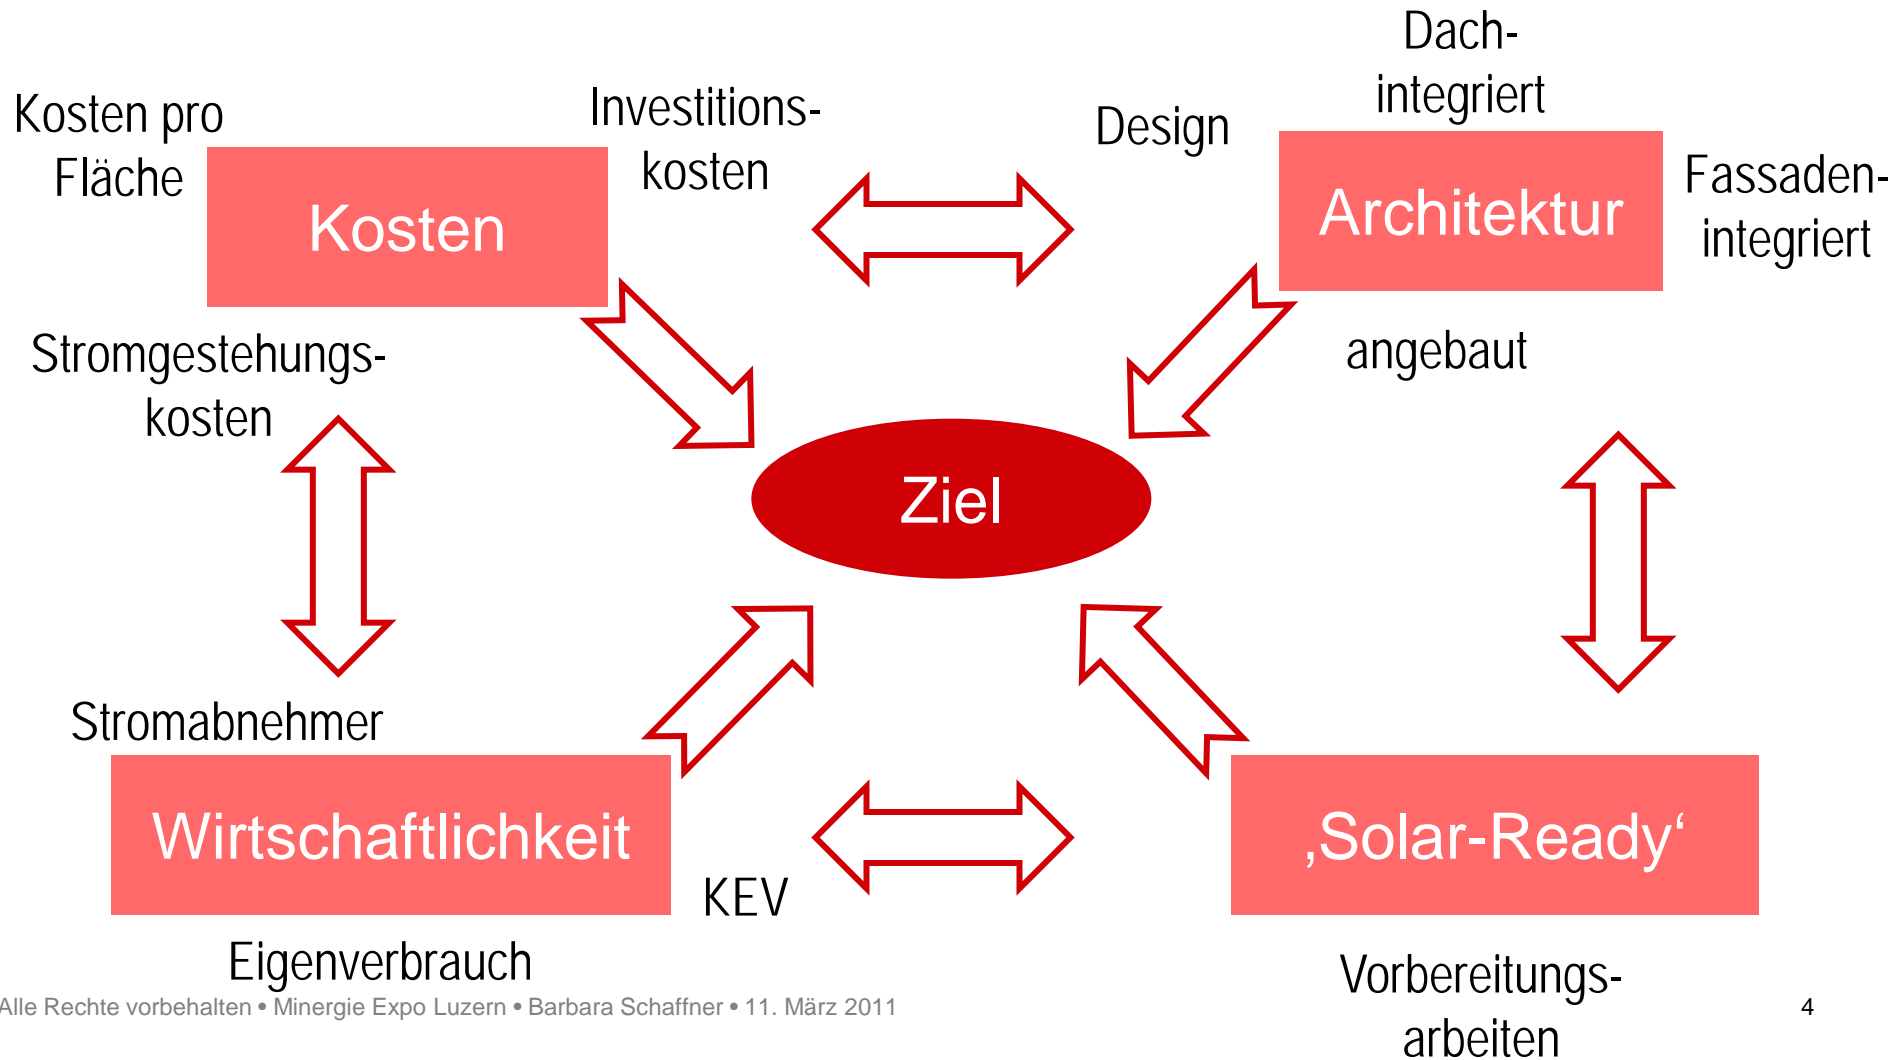 Dach-
integriert
Kosten pro
Fläche
Investitions-
kosten
Design
Kosten
Architektur
Fassaden-
integriert
Stromgestehungs-
kosten
angebaut
Ziel
Stromabnehmer
Wirtschaftlichkeit
‚Solar-Ready‘
KEV
Eigenverbrauch
Vorbereitungs-
arbeiten
Alle Rechte vorbehalten • Minergie Expo Luzern • Barbara Schaffner • 11. März 2011
4